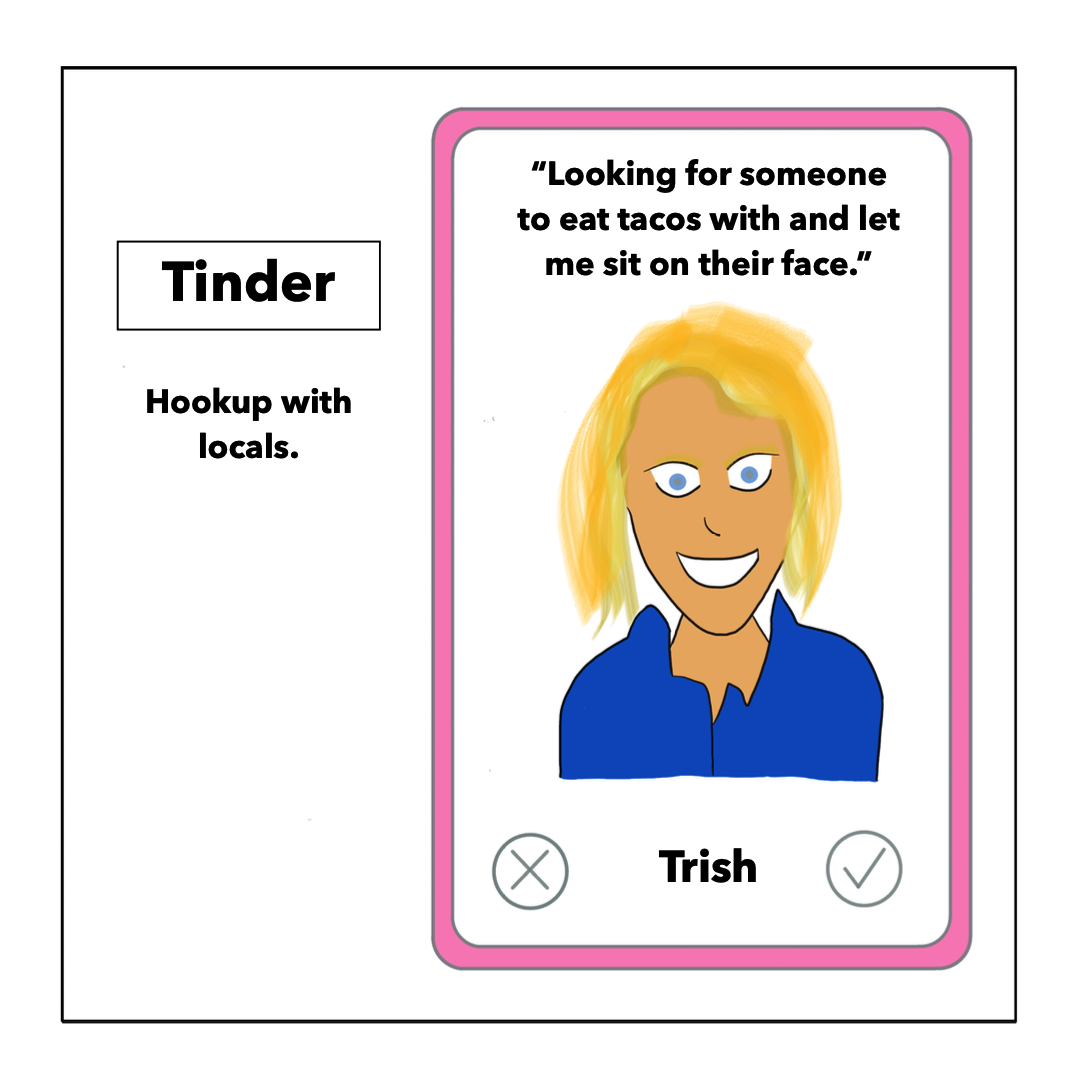 Tinder
Hookup with
locals.
“Looking for someone
to eat tacos with and let
me sit on their face.”
Trish